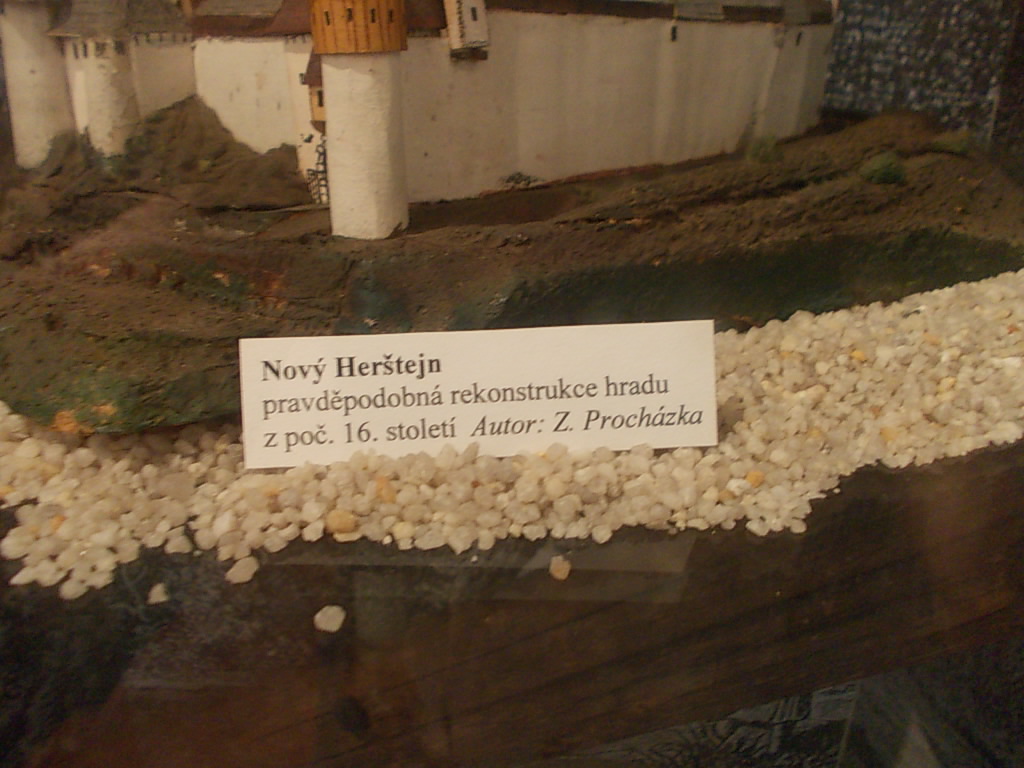 Nový Herštejn
pravděpodobná rekonstrukce hradu
z poč. 16. století Autor: Z. Procházka